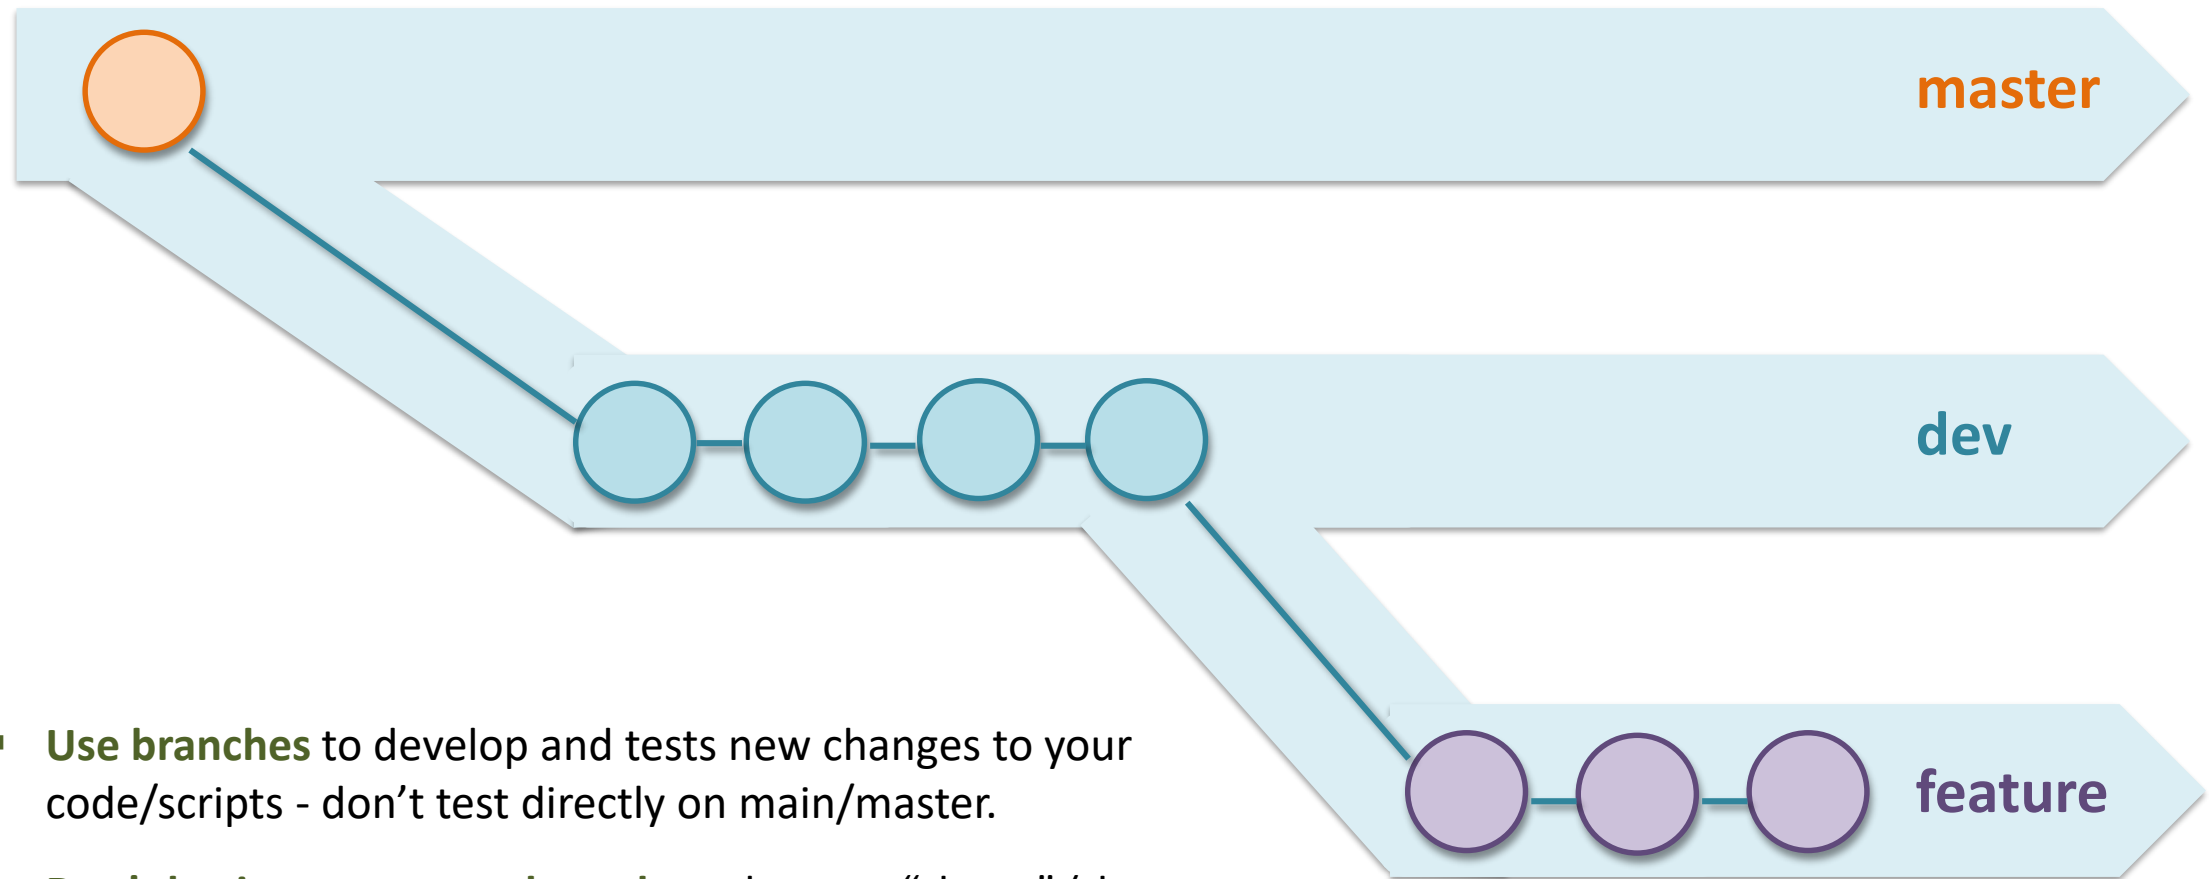 master
dev
feature
Use branches to develop and tests new changes to your
code/scripts - don’t test directly on main/master.